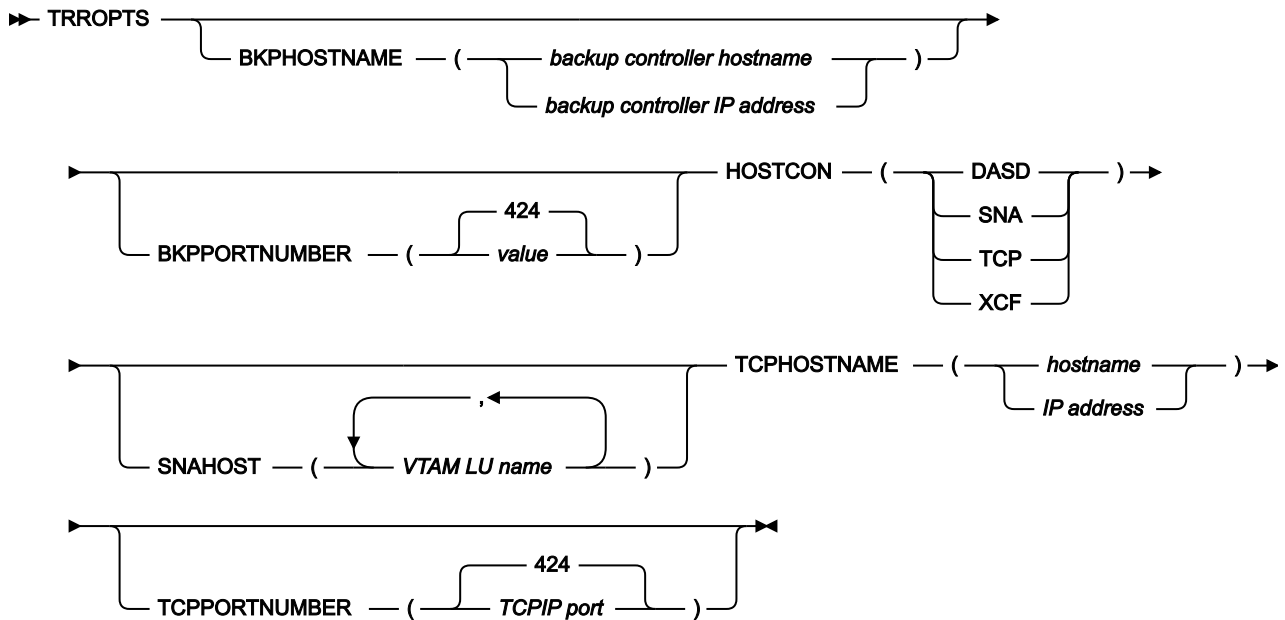 TRROPTS
BKPHOSTNAME ( backup controller hostname )
backup controller IP address
HOSTCON ( DASD )
SNA
TCP
XCF
424
BKPPORTNUMBER ( value )
TCPHOSTNAME ( hostname )
IP address
,
SNAHOST ( VTAM LU name )
424
TCPPORTNUMBER ( TCPIP port )